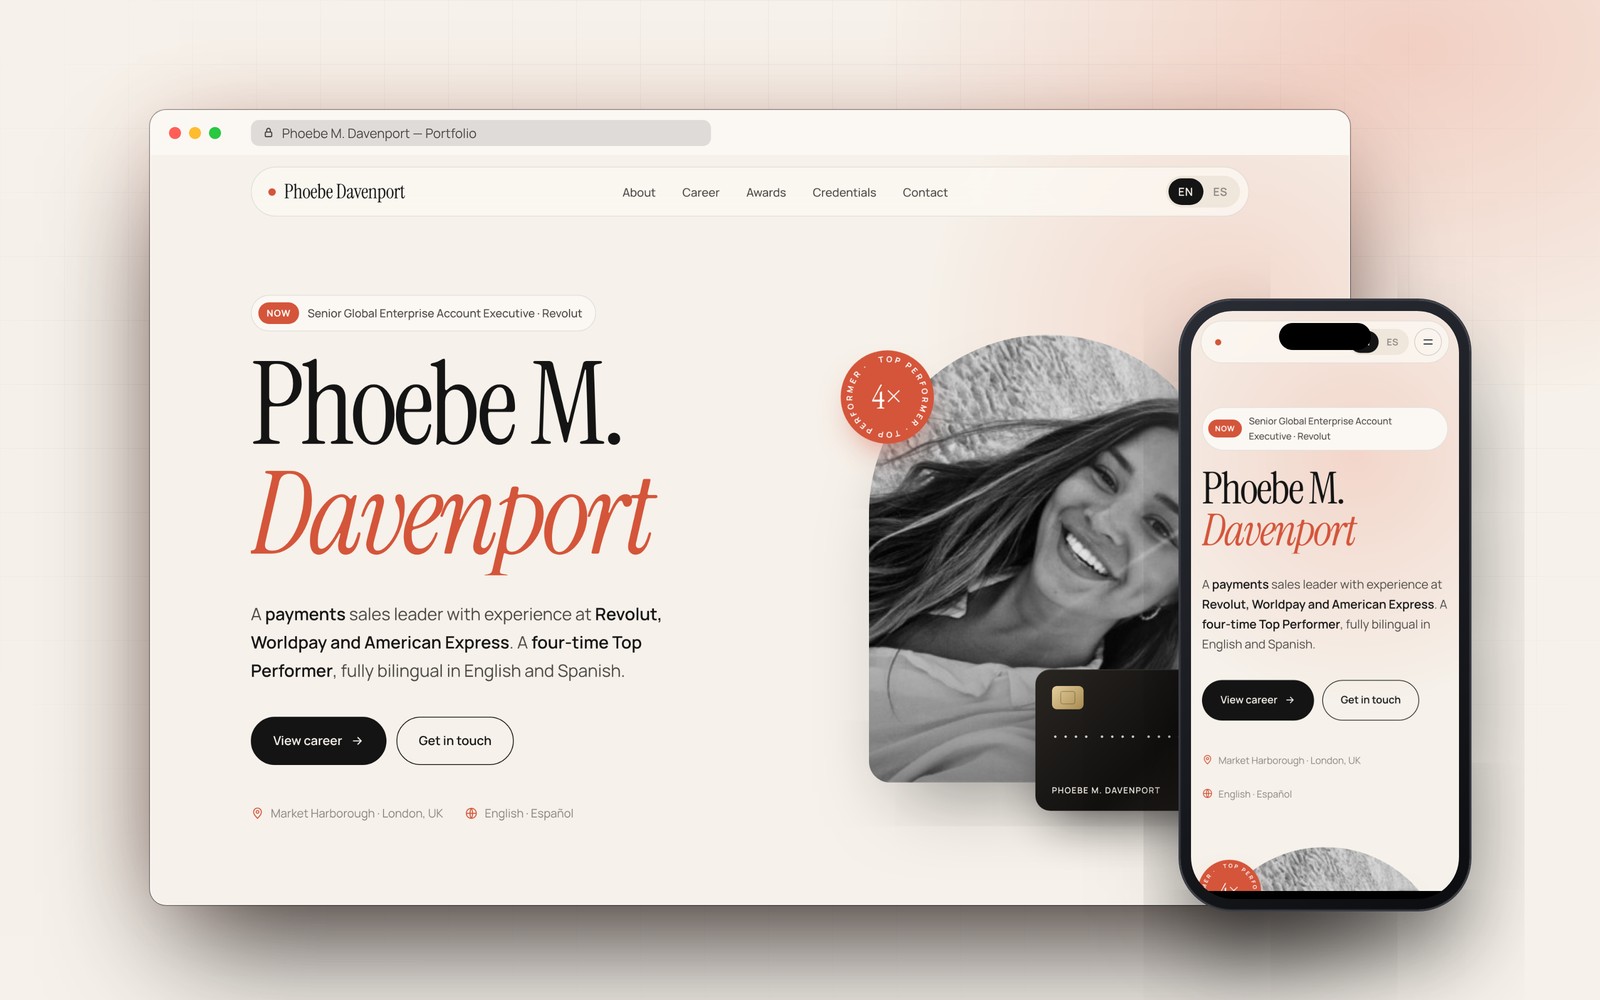 Phoebe M. Davenport — Portfolio
Phoebe Davenport
About Career Awards Credentials Contact
EN ES
NOW Senior Global Enterprise Account Executive · Revolut
Phoebe M.
Davenport
A payments sales leader with experience at Revolut,
Worldpay and American Express. A four-time Top
Performer, fully bilingual in English and Spanish.
View career →
Get in touch
Market Harborough · London, UK
English · Español
TOP PERFORMER · TOP PERFORMER ·
4×
PHOEBE M. DAVENPORT
ES
NOW Senior Global Enterprise Account
Executive · Revolut
Phoebe M.
Davenport
A payments sales leader with experience at
Revolut, Worldpay and American Express. A
four-time Top Performer, fully bilingual in
English and Spanish.
View career →
Get in touch
Market Harborough · London, UK
English · Español
TOP
4×